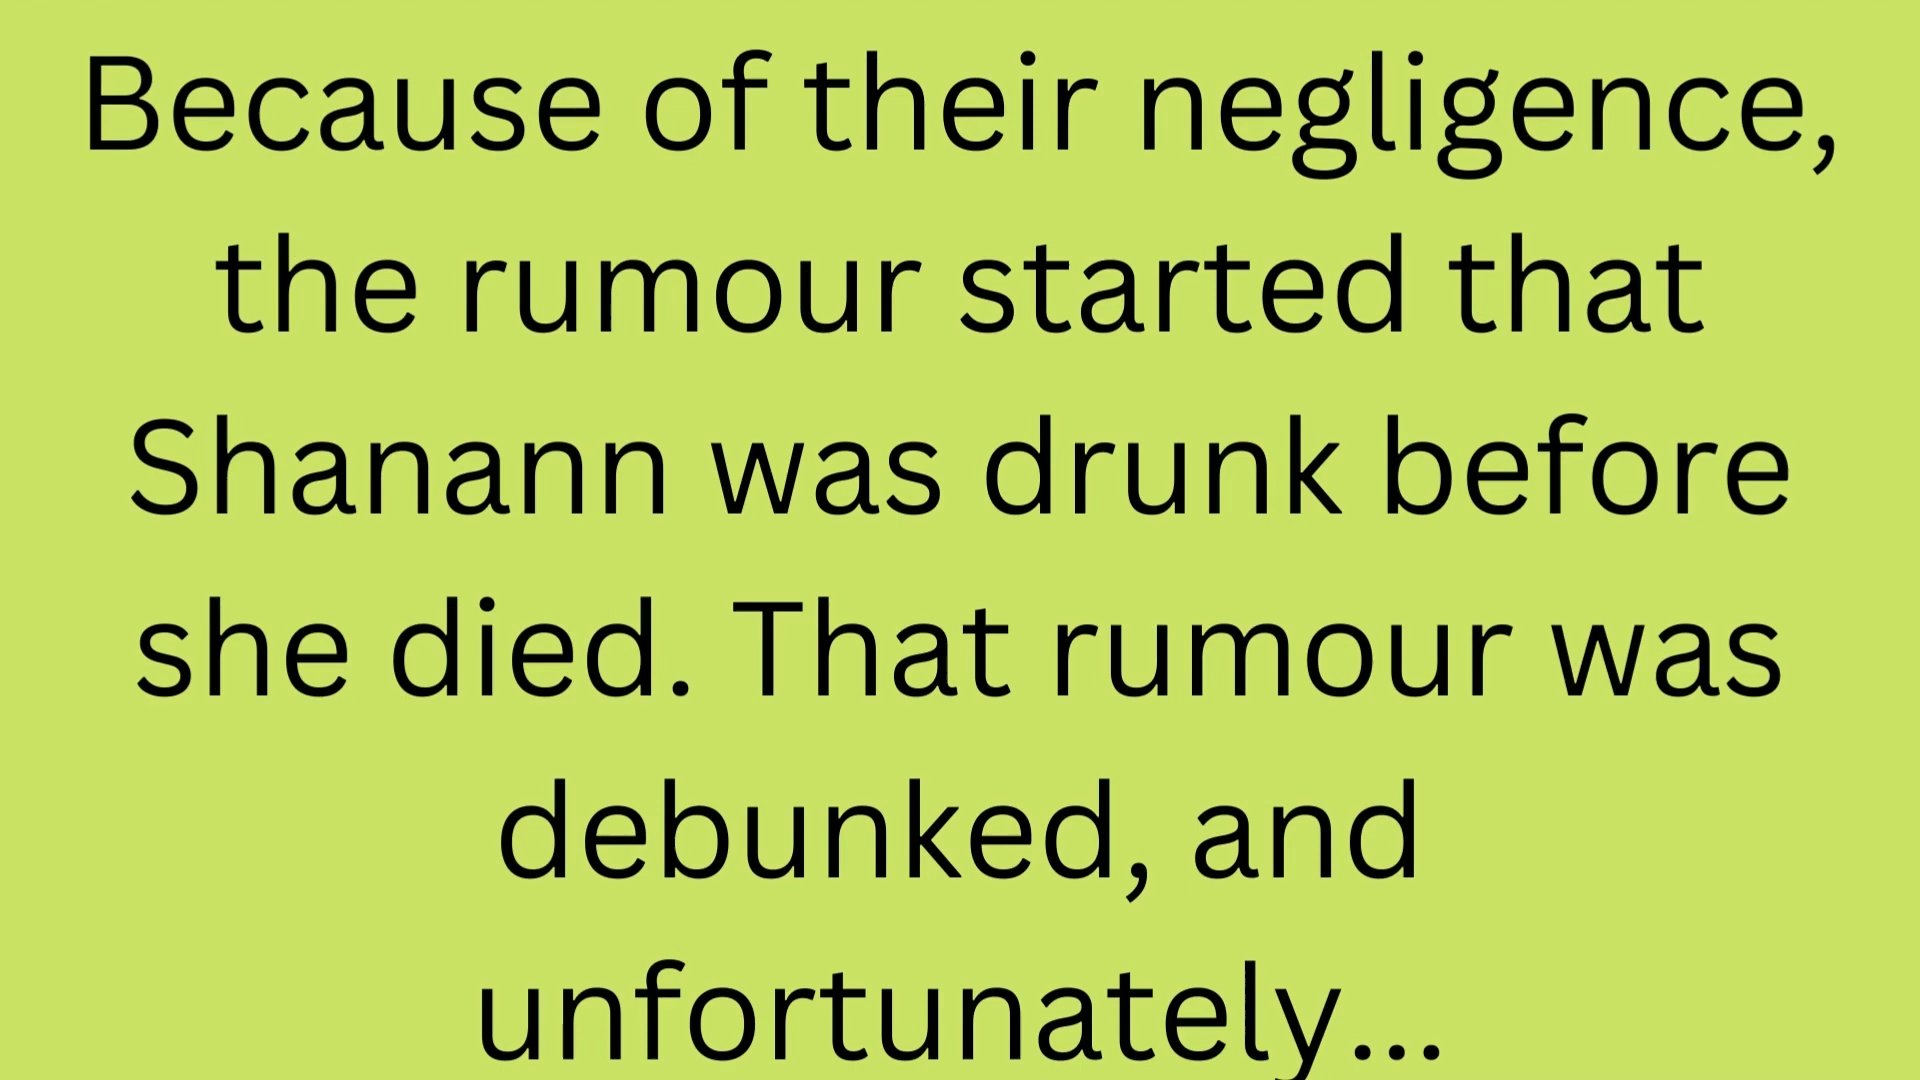 Because of their negligence,
the rumour started that
Shanann was drunk before
she died. That rumour was
debunked, and
unfortunately...